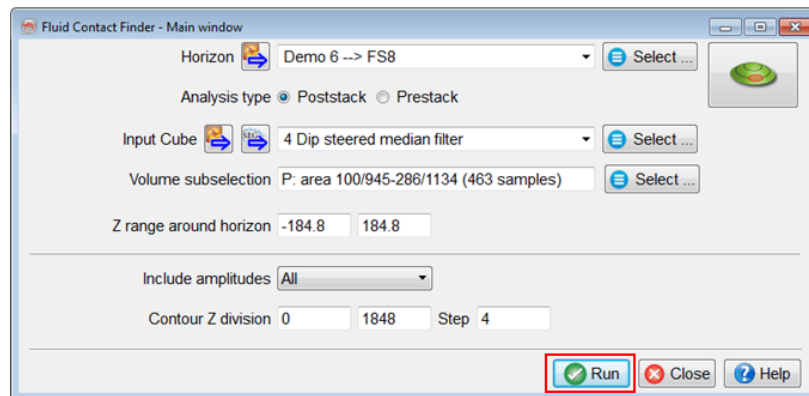 Fluid Contact Finder - Main window
Horizon Demo 6 --> FS8 Select ...
Analysis type Poststack Prestack
Input Cube SEG 4 Dip steered median filter Select ...
Volume subselection P: area 100/945-286/1134 (463 samples) Select ...
Z range around horizon -184.8 184.8
Include amplitudes All
Contour Z division 0 1848 Step 4
Run Close Help